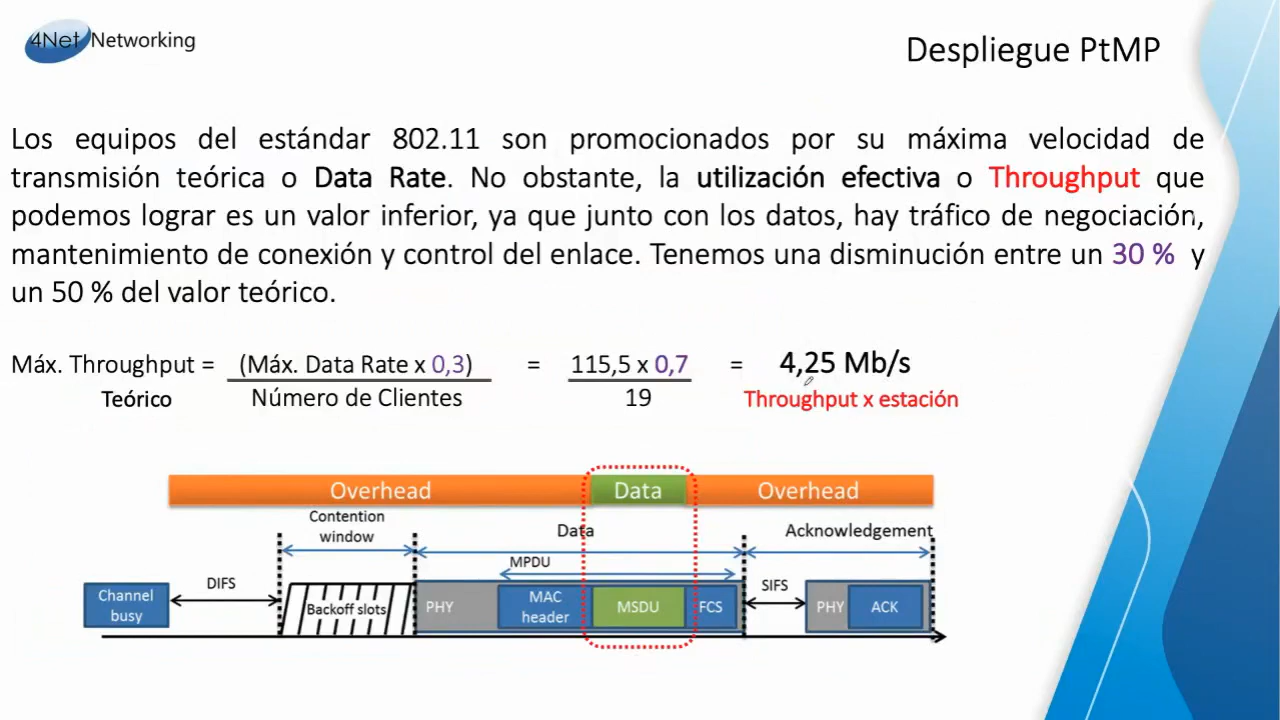 4Net Networking
Despliegue PtMP
Los equipos del estándar 802.11 son promocionados por su máxima velocidad de
transmisión teórica o Data Rate. No obstante, la utilización efectiva o Throughput que
podemos lograr es un valor inferior, ya que junto con los datos, hay tráfico de negociación,
mantenimiento de conexión y control del enlace. Tenemos una disminución entre un 30 % y
un 50 % del valor teórico.
Máx. Throughput = (Máx. Data Rate x 0,3) = 115,5 x 0,7 = 4,25 Mb/s
Teórico Número de Clientes 19 Throughput x estación
Overhead Data Overhead
Contention
window
Data
Acknowledgement
MPDU
DIFS
SIFS
Channel
busy
Backoff slots
PHY
MAC
header
MSDU
FCS
PHY
ACK